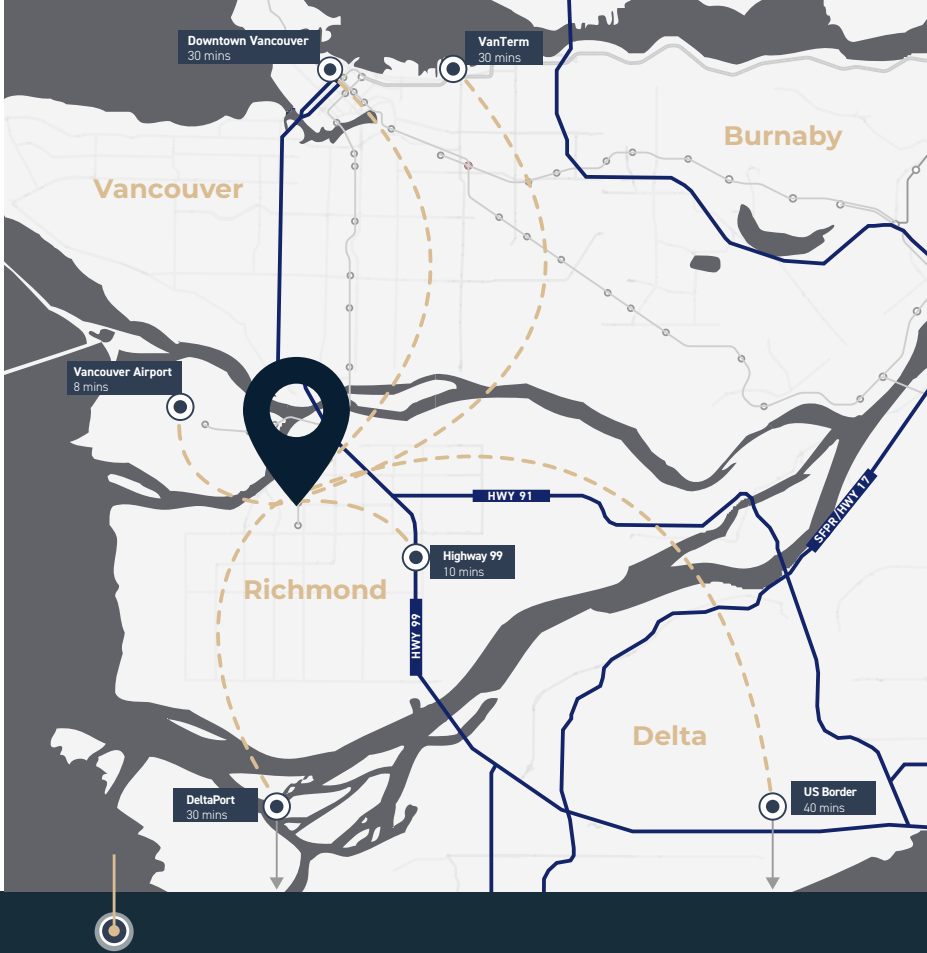 Downtown Vancouver
30 mins
VanTerm
30 mins
Burnaby
Vancouver
Vancouver Airport
8 mins
HWY 91
SFPR/HWY 17
Highway 99
10 mins
Richmond
HWY 99
Delta
DeltaPort
30 mins
US Border
40 mins